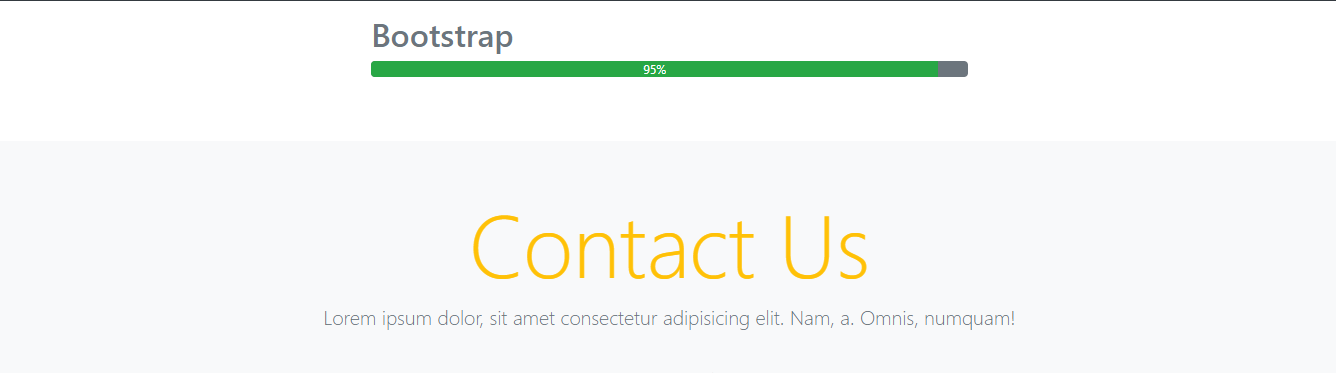 Bootstrap
95%
Contact Us
Lorem ipsum dolor, sit amet consectetur adipisicing elit. Nam, a. Omnis, numquam!